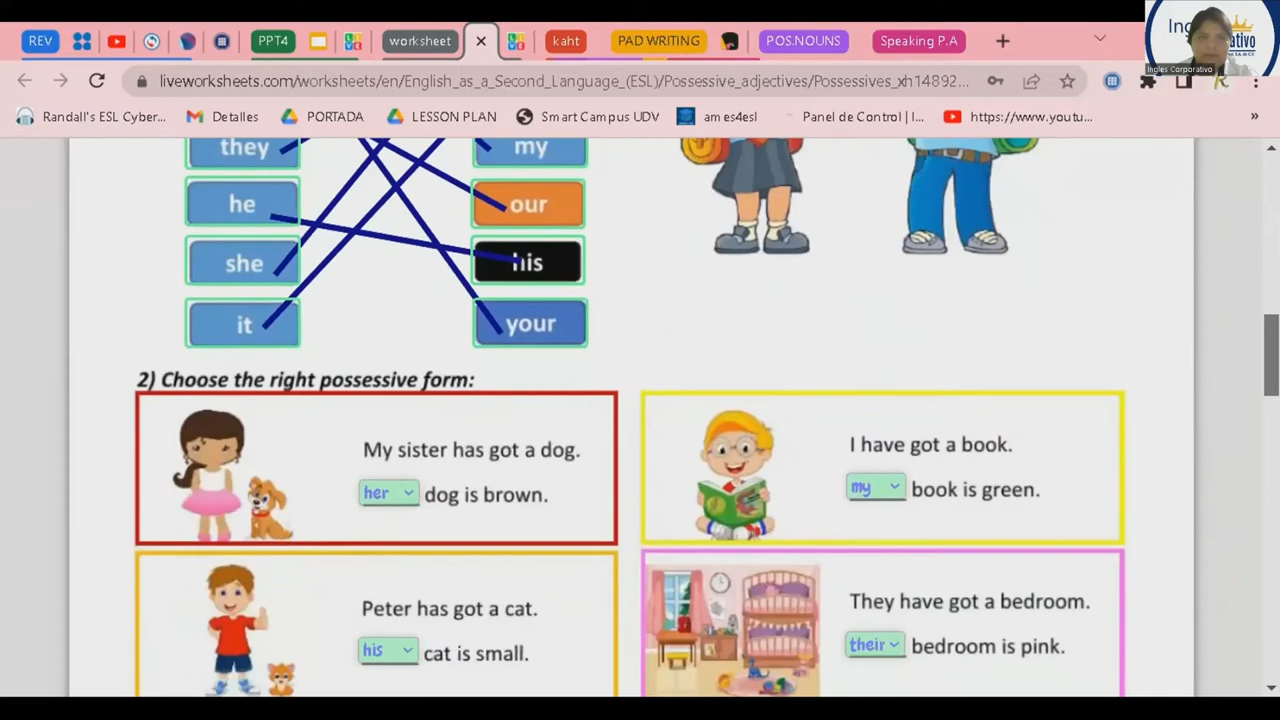 REV
PPT4
worksheet
kaht
PAD WRITING
POS.NOUNS
Speaking P.A
Ingles Corporativo
liveworksheets.com/worksheets/en/English_
and_Language_(ESL)/Possessive_adjectives/Possessives_xh14892...
Randall's ESL Cyber...
Detalles
PORTADA
LESSON PLAN
Smart Campus UDV
am es4esl
Panel de Control | I...
https://www.youtu...
»
they
my
he
our
she
his
it
your
2) Choose the right possessive form:
My sister has got a dog.
her dog is brown.
I have got a book.
my book is green.
Peter has got a cat.
his cat is small.
They have got a bedroom.
their bedroom is pink.